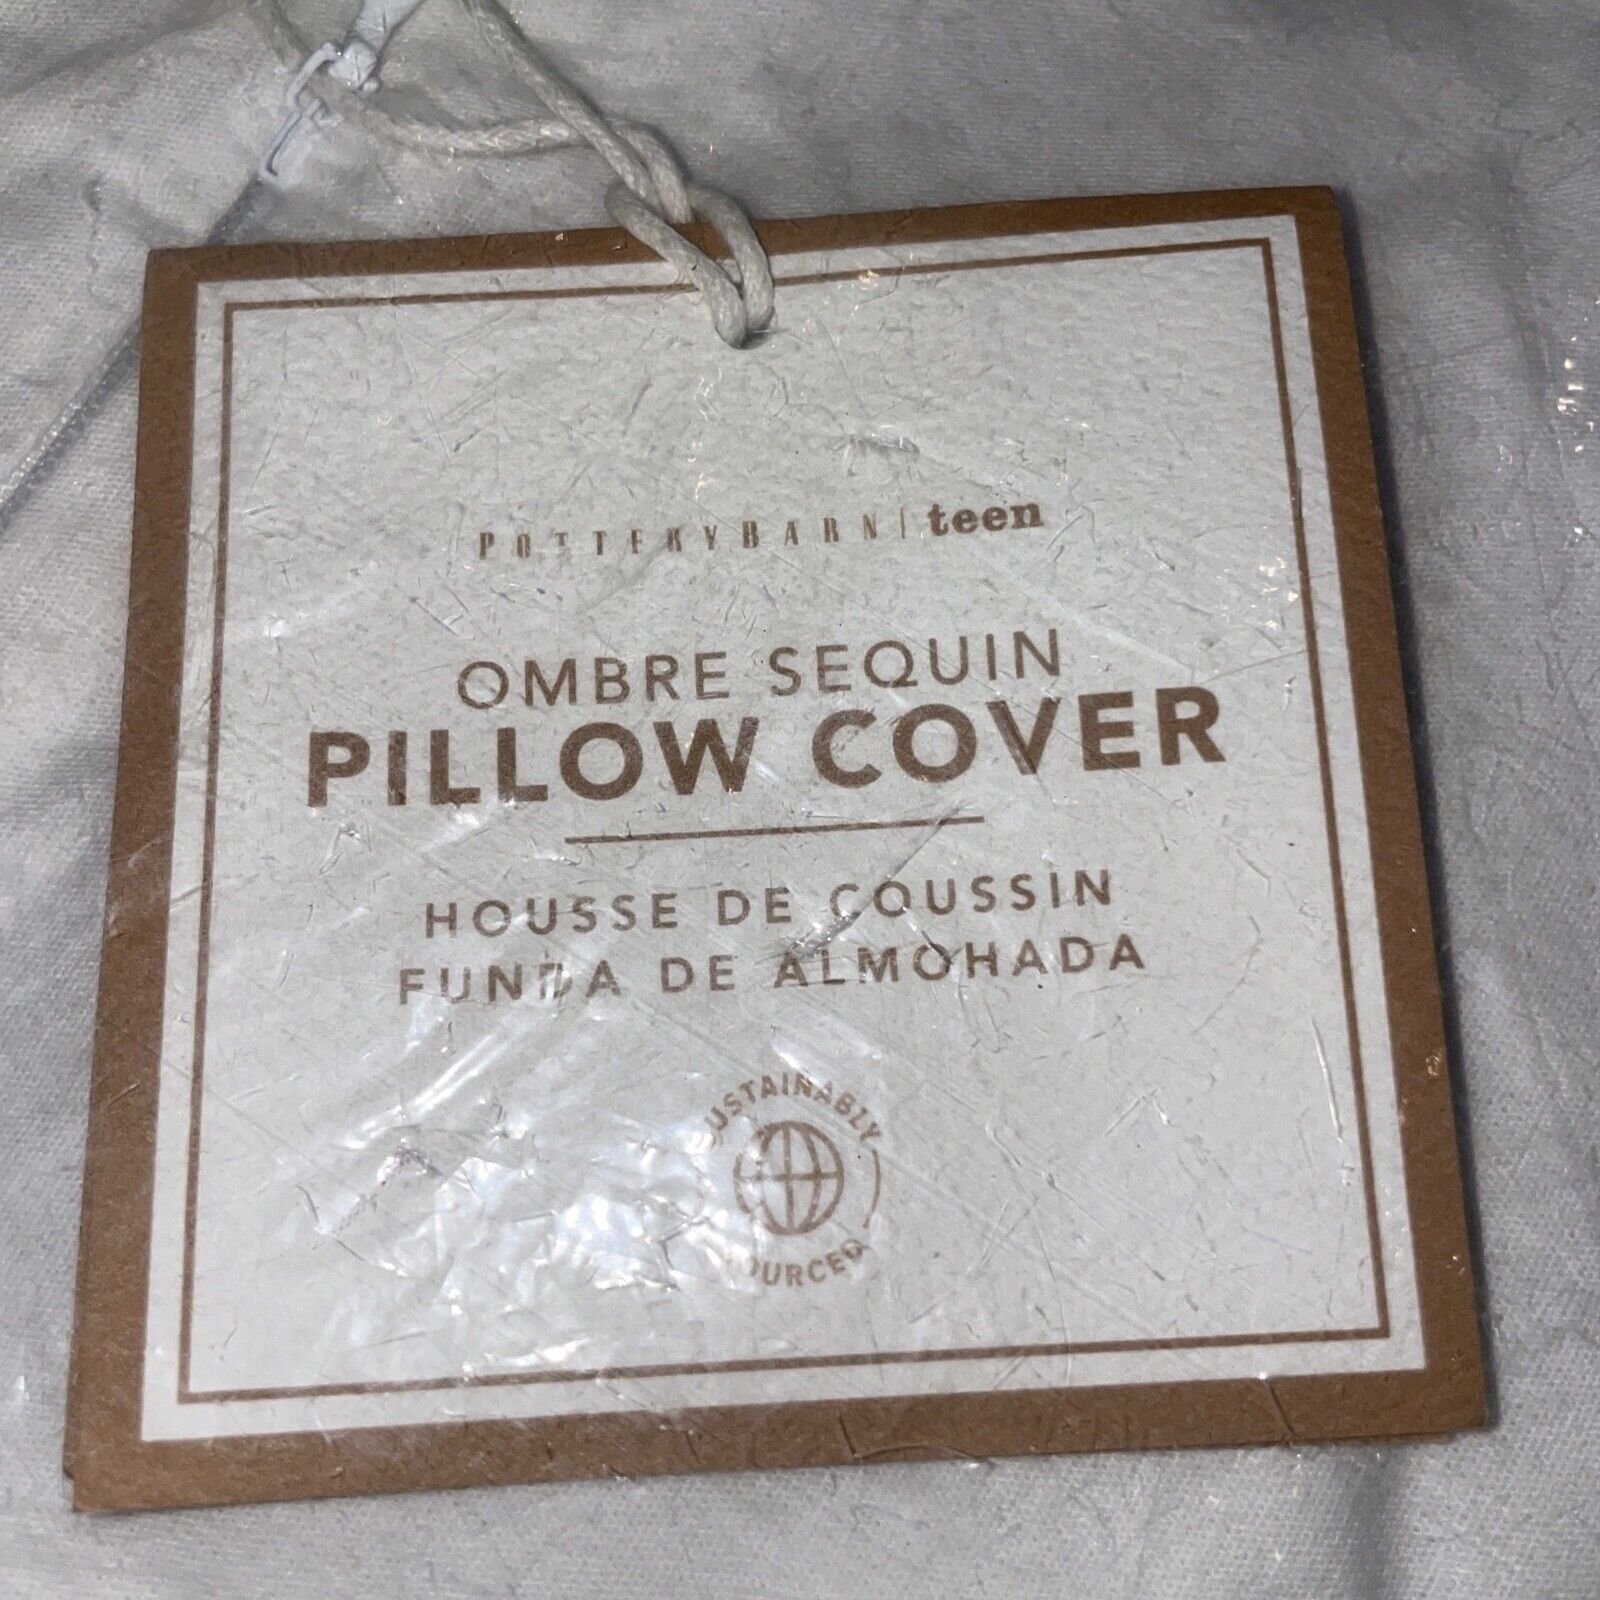 POTTERYBARN | teen
OMBRE SEQUIN
PILLOW COVER
HOUSSE DE COUSSIN
FUNDA DE ALMOHADA
SUSTAINABLY
SOURCED